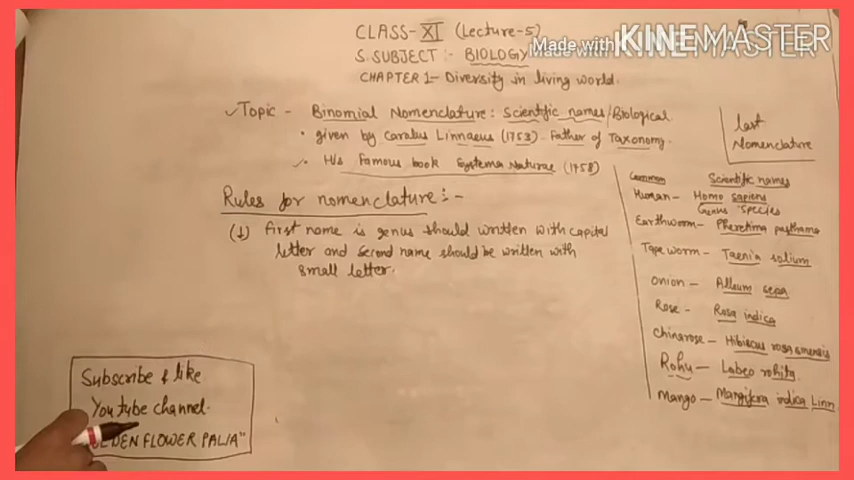 CLASS-XI (Lecture-5)
Made with KINEMASTER
Made with KINEMASTER
S.SUBJECT :- BIOLOGY
CHAPTER 1- Diversity in living world.
Topic - Binomial Nomenclature: Scientific names/Biological
• given by Caralus Linnaeus (1753). Father of Taxonomy.
• His Famous book Systema Naturae (1758)
Rules for nomenclature:-
(1) First name is genus should written with capital
letter and Second name should be written with
small letter.
Last
Nomenclature
Common Scientific names
Human- Homo sapiens
Genus species
Earthworm- Pheretima posthuma
Tape worm- Taenia solium
Onion- Allium cepa
Rose- Rosa indica
Chinarose- Hibiscus rosa sinensis
Rohu- Labeo rohita
Mango- Mangifera indica Linn
Subscribe & like
Youtybe channel.
FLOWER PALIA"